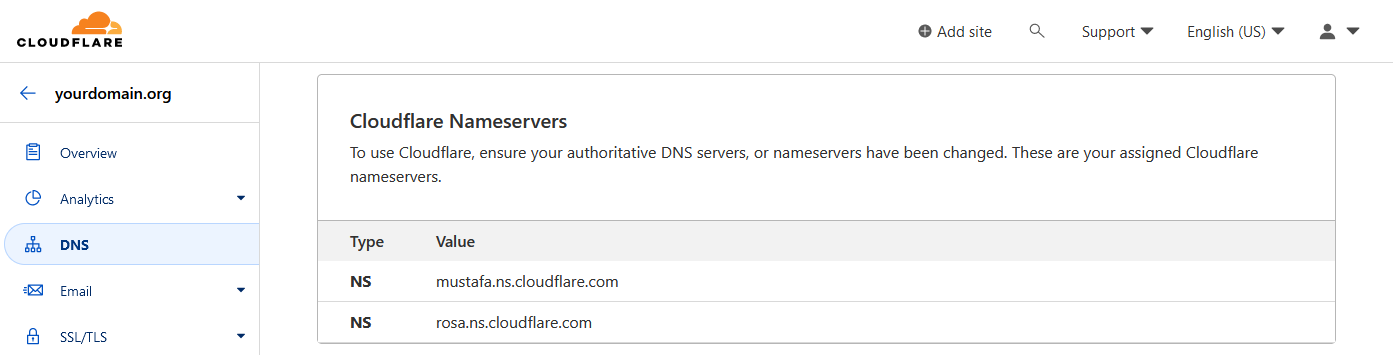 CLOUDFLARE
Add site
Support
English (US)
yourdomain.org
Overview
Analytics
DNS
Email
SSL/TLS
Cloudflare Nameservers
To use Cloudflare, ensure your authoritative DNS servers, or nameservers have been changed. These are your assigned Cloudflare
nameservers.
Type Value
NS mustafa.ns.cloudflare.com
NS rosa.ns.cloudflare.com